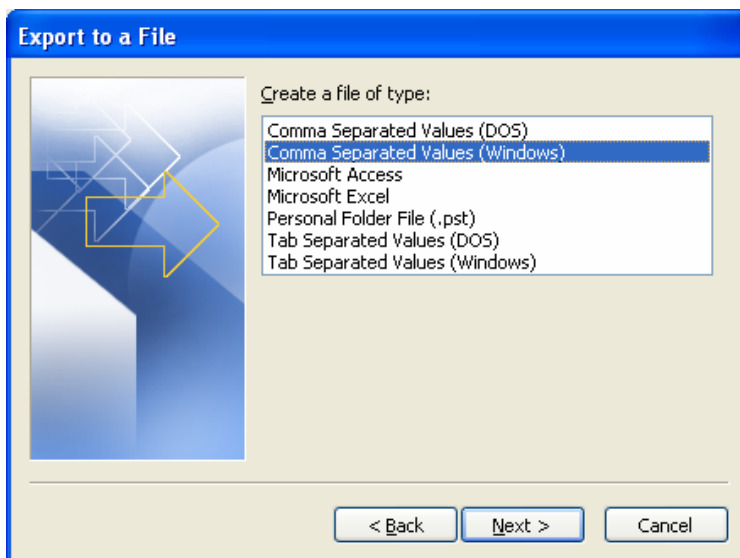 Export to a File
Create a file of type:
Comma Separated Values (DOS)
Comma Separated Values (Windows)
Microsoft Access
Microsoft Excel
Personal Folder File (.pst)
Tab Separated Values (DOS)
Tab Separated Values (Windows)
< Back Next > Cancel